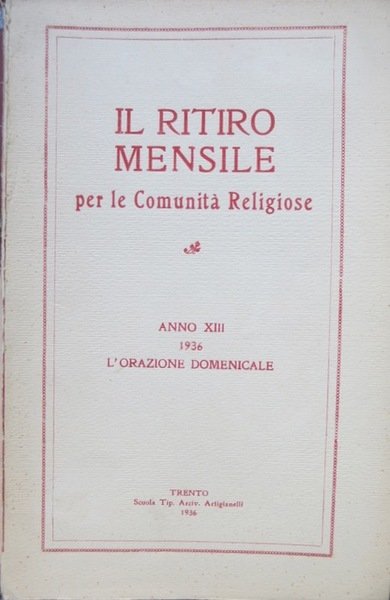 IL RITIRO
MENSILE
per le Comunità Religiose
ANNO XIII
1936
L'ORAZIONE DOMENICALE
TRENTO
Scuola Tip. Arciv. Artigianelli
1936